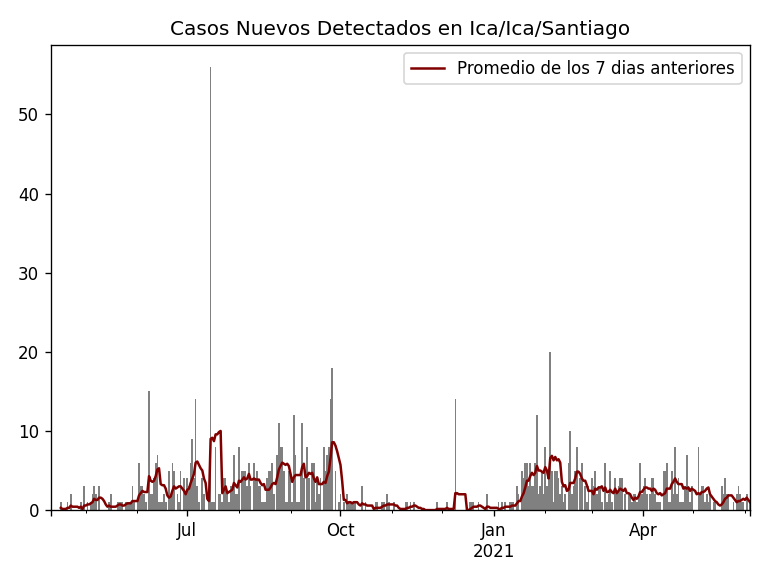 Casos Nuevos Detectados en Ica/Ica/Santiago
Promedio de los 7 dias anteriores
50
40
30
20
10
0
Jul
Oct
Jan
2021
Apr